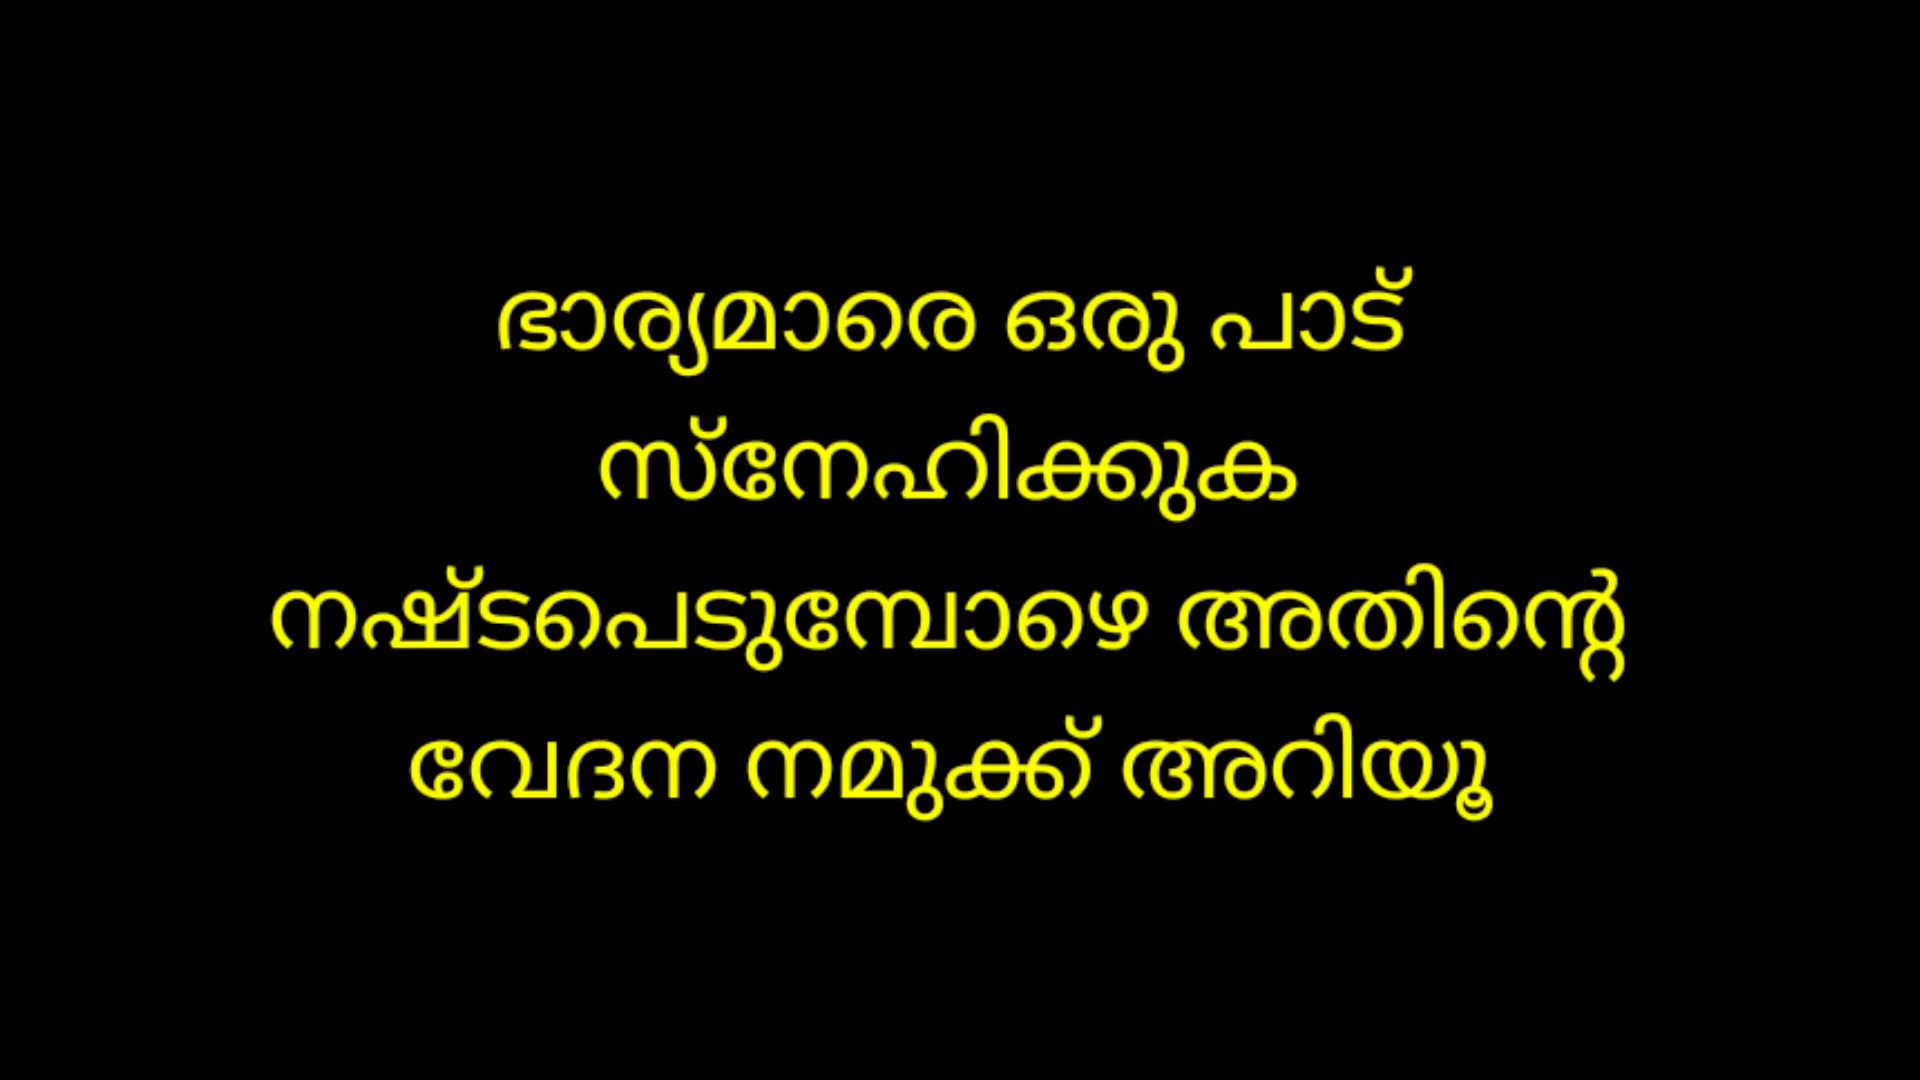 ഭാര്യമാരെ ഒരു പാട്
സ്നേഹിക്കുക
നഷ്ടപെടുമ്പോഴെ അതിന്റെ
വേദന നമുക്ക് അറിയൂ